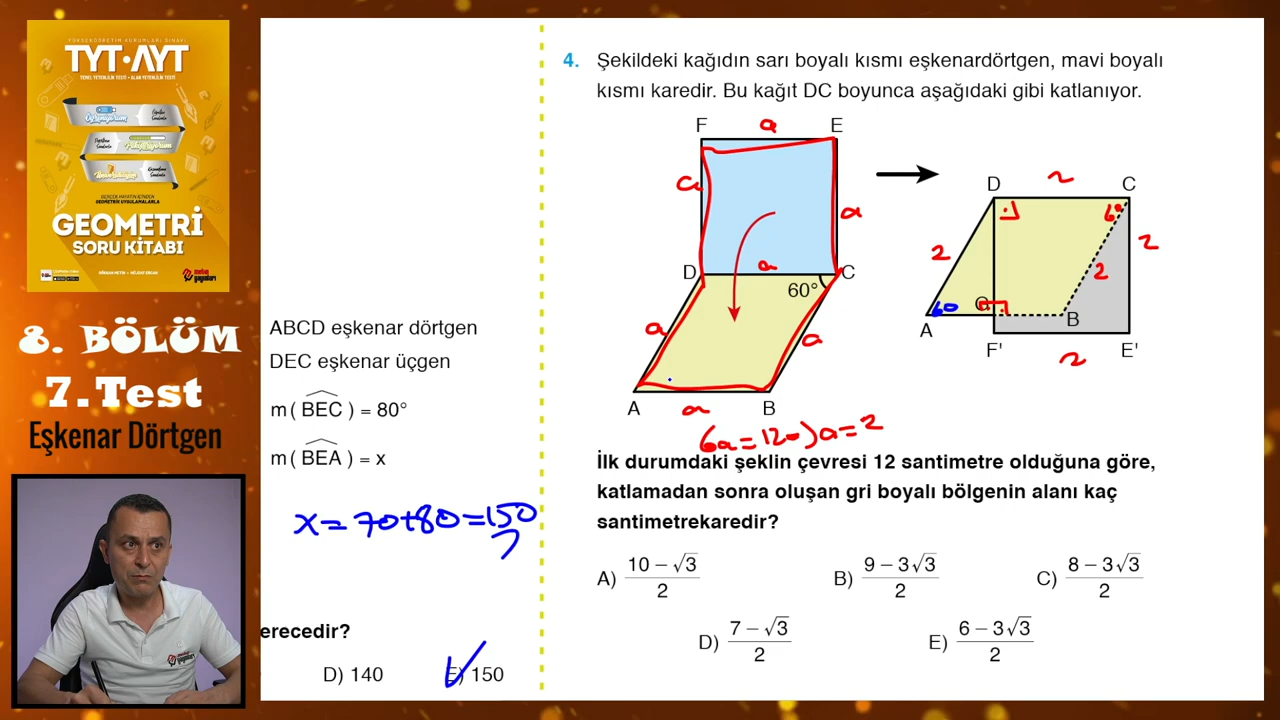 YÜKSEKÖĞRETİM KURUMLARI SINAVI
TYT•AYT
TEMEL YETERLİLİK TESTİ • ALAN YETERLİLİK TESTİ
GEOMETRİ
SORU KİTABI
8. BÖLÜM
7. Test
Eşkenar Dörtgen
ABCD eşkenar dörtgen
DEC eşkenar üçgen
m(BEC) = 80°
m(BEA) = x
x = 70+80 = 150
erecedir?
D) 140
E) 150
4. Şekildeki kağıdın sarı boyalı kısmı eşkenardörtgen, mavi boyalı
kısmı karedir. Bu kağıt DC boyunca aşağıdaki gibi katlanıyor.
F a E
a a
D a C
60°
a a
A a B
6a = 12 a = 2
D 2 C
60
2 2 2
A 60 B
F' 2 E'
İlk durumdaki şeklin çevresi 12 santimetre olduğuna göre,
katlamadan sonra oluşan gri boyalı bölgenin alanı kaç
santimetrekaredir?
A) (10 − √3)/2 B) (9 − 3√3)/2 C) (8 − 3√3)/2
D) (7 − √3)/2 E) (6 − 3√3)/2